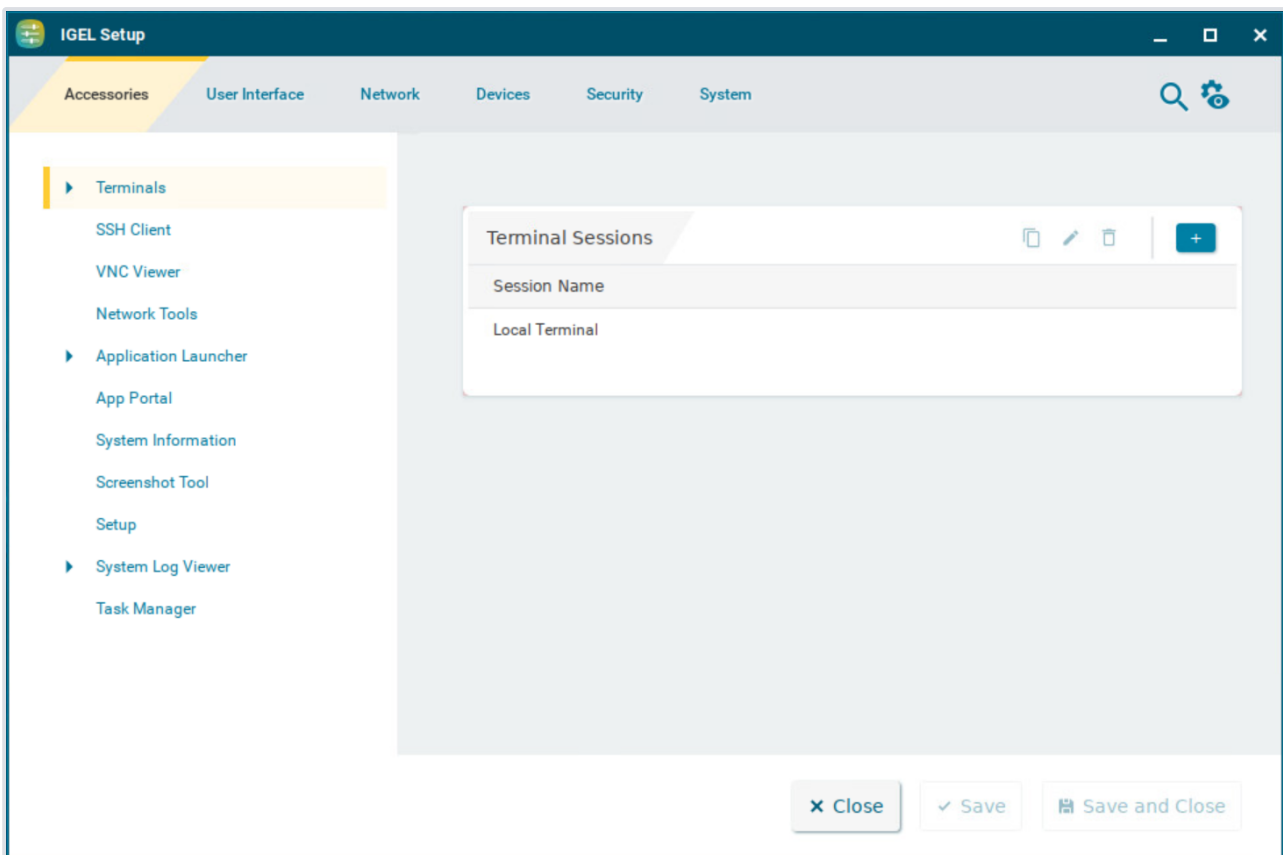 IGEL Setup
Accessories User Interface Network Devices Security System
Terminals
SSH Client
VNC Viewer
Network Tools
Application Launcher
App Portal
System Information
Screenshot Tool
Setup
System Log Viewer
Task Manager
Terminal Sessions
Session Name
Local Terminal
Close Save Save and Close